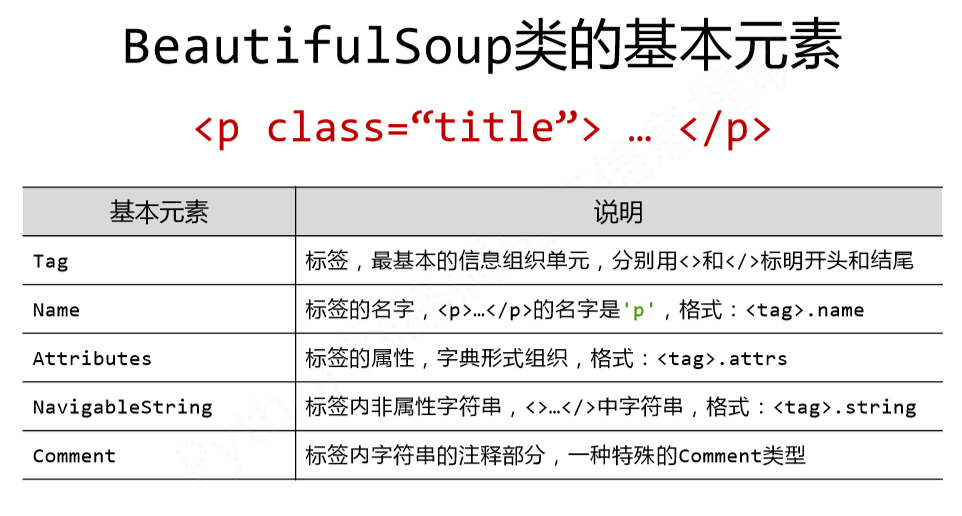 BeautifulSoup类的基本元素
<p class=“title”> … </p>
基本元素 说明
Tag 标签，最基本的信息组织单元，分别用<>和</>标明开头和结尾
Name 标签的名字，<p>…</p>的名字是'p'，格式：<tag>.name
Attributes 标签的属性，字典形式组织，格式：<tag>.attrs
NavigableString 标签内非属性字符串，<>…</>中字符串，格式：<tag>.string
Comment 标签内字符串的注释部分，一种特殊的Comment类型